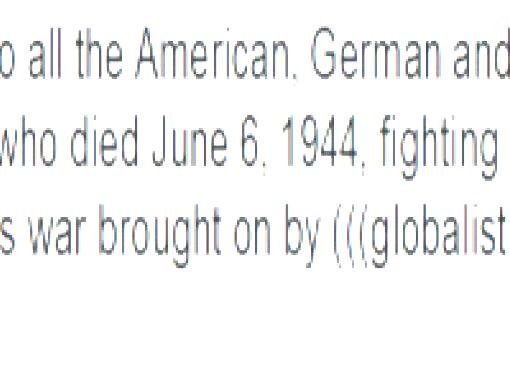 o all the American, German and
who died June 6, 1944, fighting
s war brought on by (((globalist